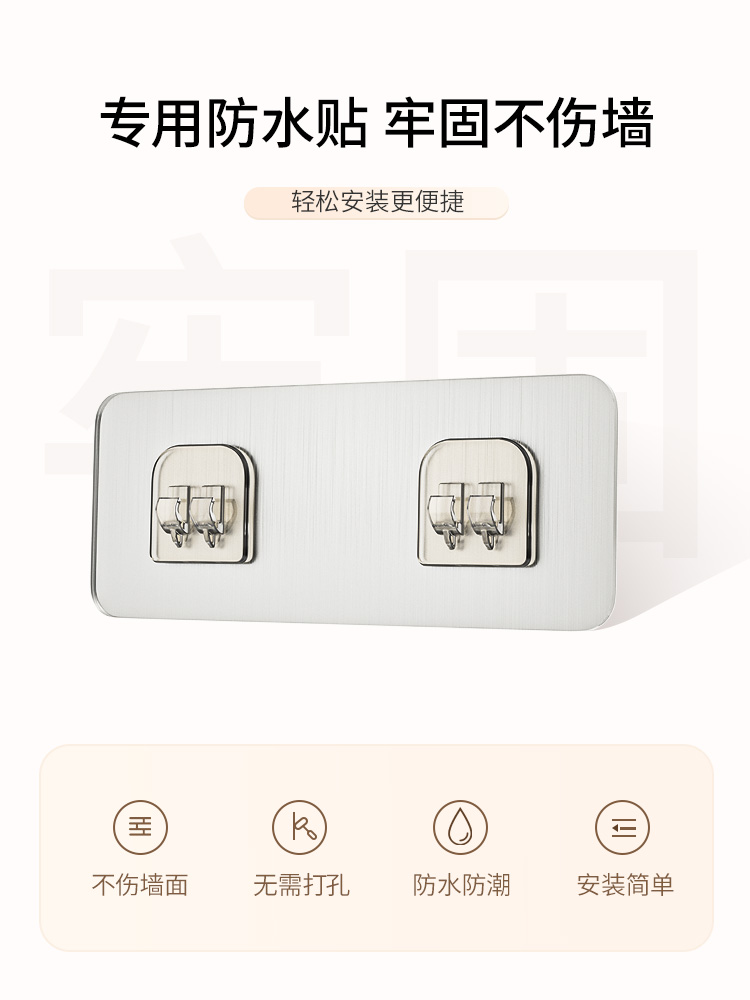 专用防水贴 牢固不伤墙
轻松安装更便捷
牢固
不伤墙面
无需打孔
防水防潮
安装简单